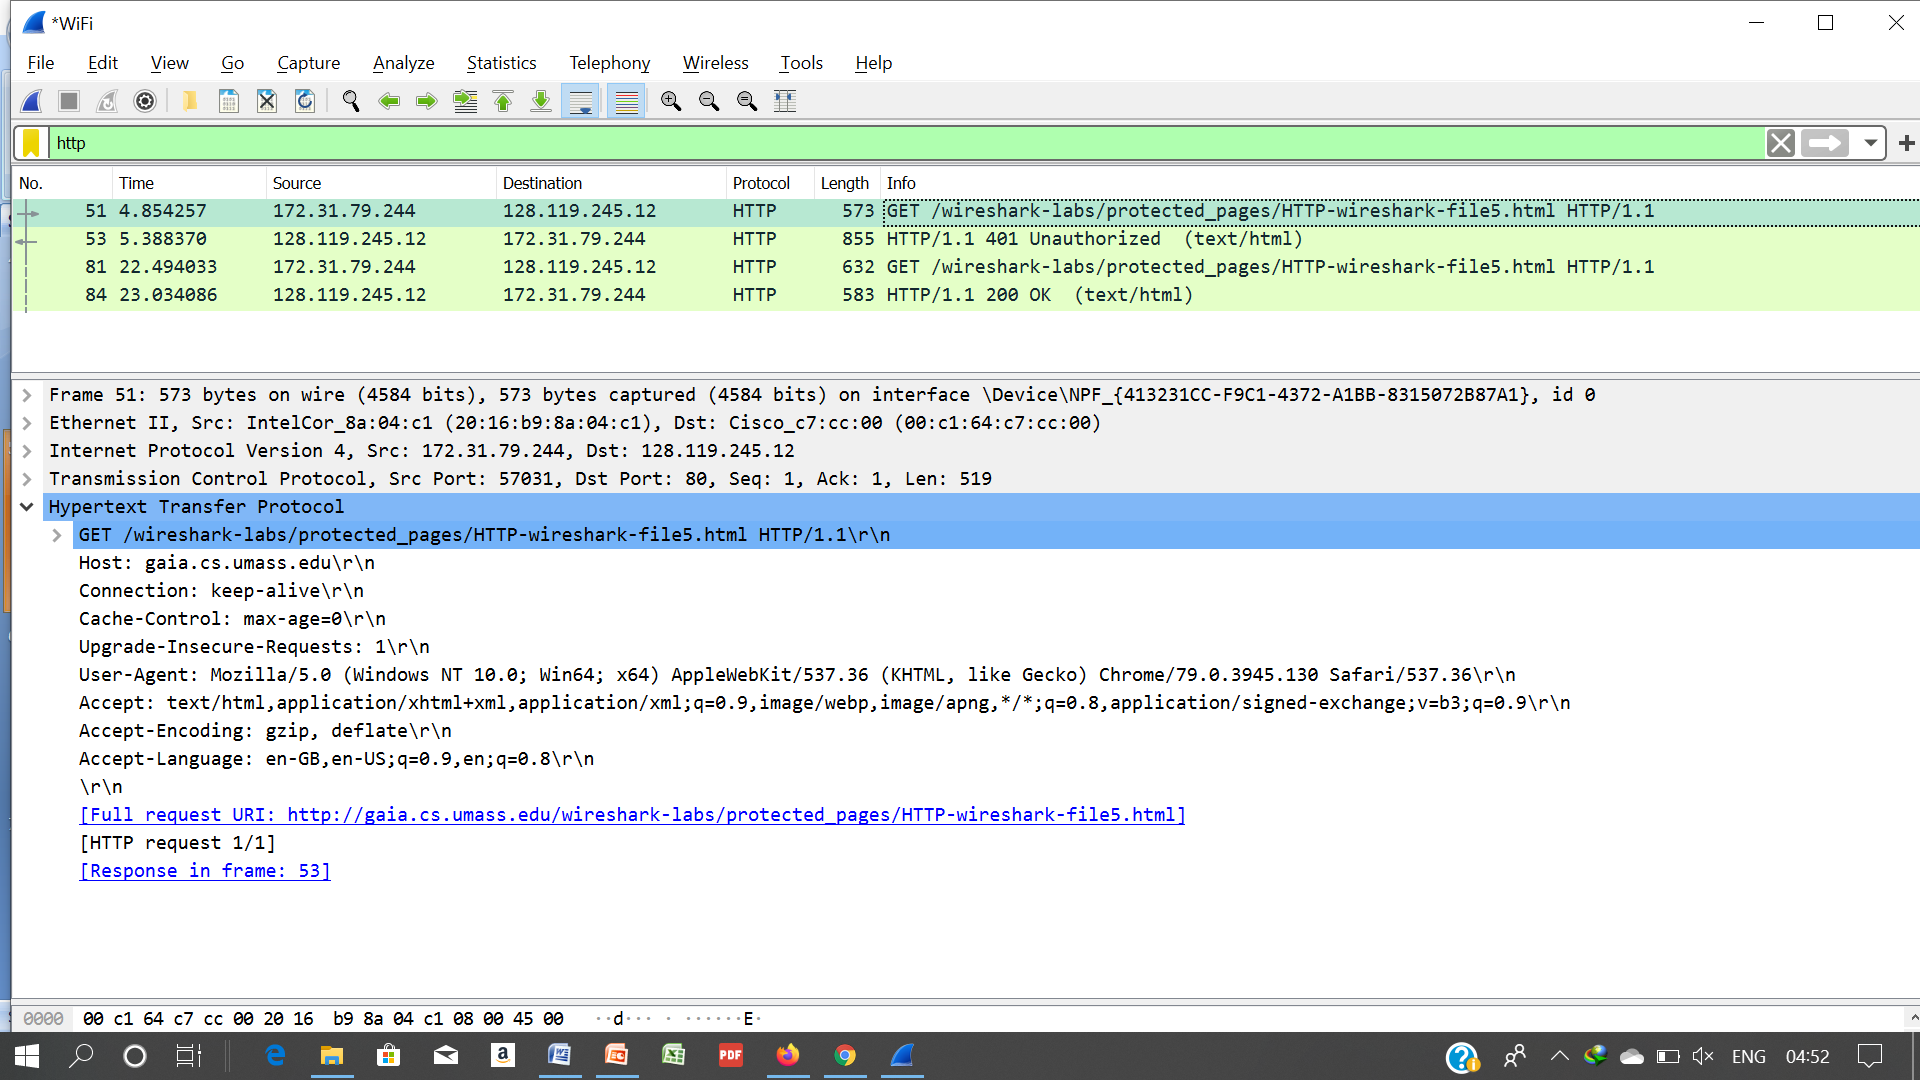 *WiFi
File Edit View Go Capture Analyze Statistics Telephony Wireless Tools Help
http
No. Time Source Destination Protocol Length Info
51 4.854257 172.31.79.244 128.119.245.12 HTTP 573 GET /wireshark-labs/protected_pages/HTTP-wireshark-file5.html HTTP/1.1
53 5.388370 128.119.245.12 172.31.79.244 HTTP 855 HTTP/1.1 401 Unauthorized (text/html)
81 22.494033 172.31.79.244 128.119.245.12 HTTP 632 GET /wireshark-labs/protected_pages/HTTP-wireshark-file5.html HTTP/1.1
84 23.034086 128.119.245.12 172.31.79.244 HTTP 583 HTTP/1.1 200 OK (text/html)
Frame 51: 573 bytes on wire (4584 bits), 573 bytes captured (4584 bits) on interface \Device\NPF_{413231CC-F9C1-4372-A1BB-8315072B87A1}, id 0
Ethernet II, Src: IntelCor_8a:04:c1 (20:16:b9:8a:04:c1), Dst: Cisco_c7:cc:00 (00:c1:64:c7:cc:00)
Internet Protocol Version 4, Src: 172.31.79.244, Dst: 128.119.245.12
Transmission Control Protocol, Src Port: 57031, Dst Port: 80, Seq: 1, Ack: 1, Len: 519
Hypertext Transfer Protocol
GET /wireshark-labs/protected_pages/HTTP-wireshark-file5.html HTTP/1.1\r\n
Host: gaia.cs.umass.edu\r\n
Connection: keep-alive\r\n
Cache-Control: max-age=0\r\n
Upgrade-Insecure-Requests: 1\r\n
User-Agent: Mozilla/5.0 (Windows NT 10.0; Win64; x64) AppleWebKit/537.36 (KHTML, like Gecko) Chrome/79.0.3945.130 Safari/537.36\r\n
Accept: text/html,application/xhtml+xml,application/xml;q=0.9,image/webp,image/apng,*/*;q=0.8,application/signed-exchange;v=b3;q=0.9\r\n
Accept-Encoding: gzip, deflate\r\n
Accept-Language: en-GB,en-US;q=0.9,en;q=0.8\r\n
\r\n
[Full request URI: http://gaia.cs.umass.edu/wireshark-labs/protected_pages/HTTP-wireshark-file5.html]
[HTTP request 1/1]
[Response in frame: 53]
0000 00 c1 64 c7 cc 00 20 16 b9 8a 04 c1 08 00 45 00 ··d··· · ······E·
PDF
ENG 04:52